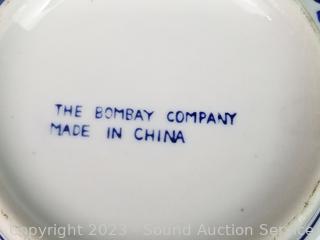 THE BOMBAY COMPANY
MADE IN CHINA
Copyright 2023 - Sound Auction Service